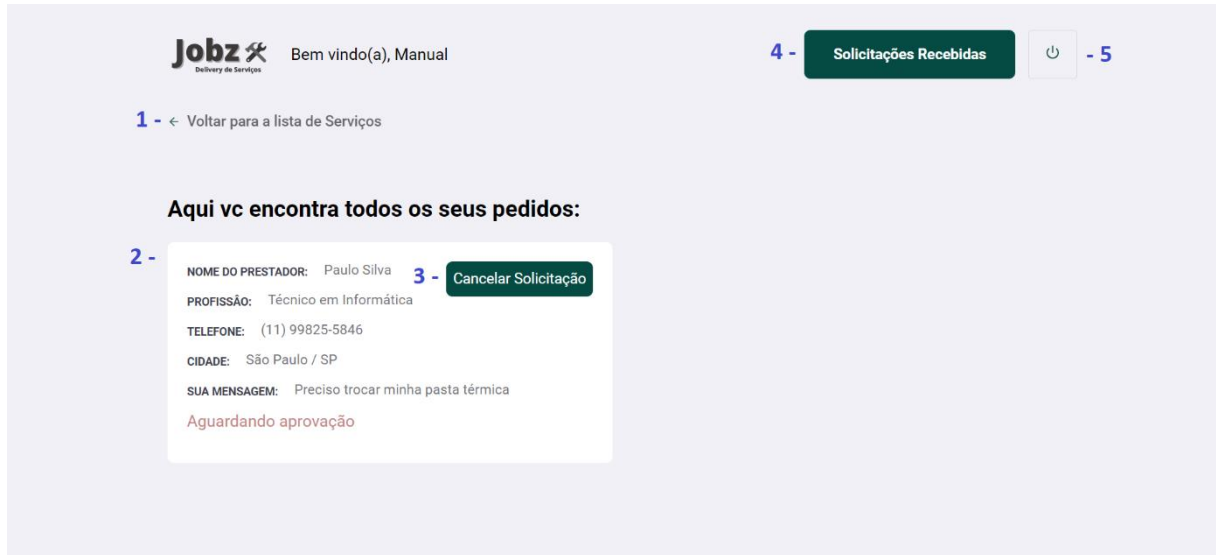 Jobz
Delivery de Serviços
Bem vindo(a), Manual
4 - Solicitações Recebidas - 5
1 - ← Voltar para a lista de Serviços
Aqui vc encontra todos os seus pedidos:
2 -
NOME DO PRESTADOR: Paulo Silva 3 - Cancelar Solicitação
PROFISSÃO: Técnico em Informática
TELEFONE: (11) 99825-5846
CIDADE: São Paulo / SP
SUA MENSAGEM: Preciso trocar minha pasta térmica
Aguardando aprovação